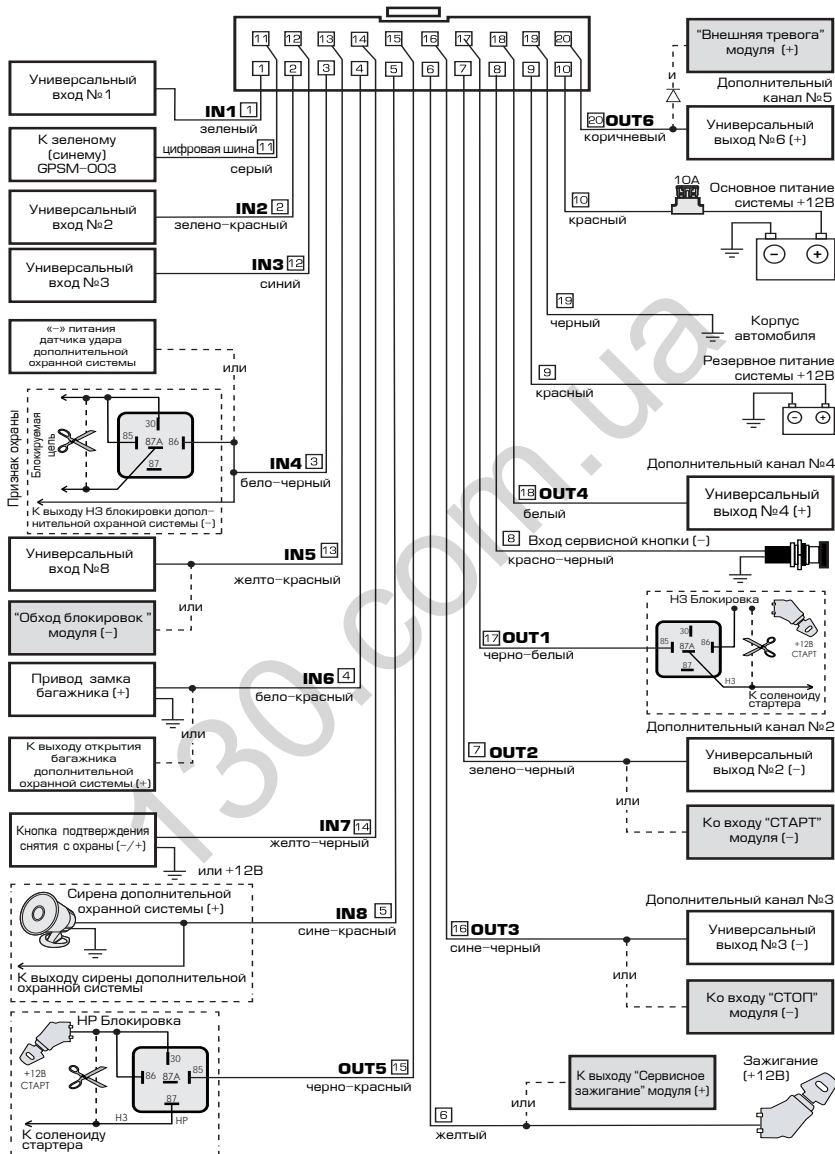 11 12 13 14 15 16 17 18 19 20
1 2 3 4 5 6 7 8 9 10
Универсальный
вход №1
IN1 1
зеленый
К зеленому
(синему)
GPSM-003
цифровая шина 11
серый
Универсальный
вход №2
IN2 2
зелено-красный
Универсальный
вход №3
IN3 12
синий
«-» питания
датчика удара
дополнительной
охранной системы
или
Признак охраны
Блокируемая
цепь
30
85 87A 86
87
К выходу НЗ блокировки допол-
нительной охранной системы (-)
IN4 3
бело-черный
Универсальный
вход №8
IN5 13
желто-красный
или
"Обход блокировок"
модуля (-)
Привод замка
багажника (+)
IN6 4
бело-красный
или
К выходу открытия
багажника
дополнительной
охранной системы (+)
Кнопка подтверждения
снятия с охраны (-/+)
IN7 14
желто-черный
или +12В
Сирена дополнительной
охранной системы (+)
IN8 5
сине-красный
К выходу сирены дополнительной
охранной системы
НР Блокировка
+12В
СТАРТ
30
86 87A 85
87
НЗ НР
К соленоиду
стартера
OUT5 15
черно-красный
"Внешняя тревога"
модуля (+)
и
Дополнительный
канал №5
20 OUT6
коричневый
Универсальный
выход №6 (+)
10A
10
красный
Основное питание
системы +12В
19
черный
Корпус
автомобиля
9
красный
Резервное питание
системы +12В
Дополнительный канал №4
18 OUT4
белый
Универсальный
выход №4 (+)
8 Вход сервисной кнопки (-)
красно-черный
НЗ Блокировка
+12В
СТАРТ
30
85 87A 86
87
НЗ
К соленоиду
стартера
17 OUT1
черно-белый
Дополнительный канал №2
7 OUT2
зелено-черный
Универсальный
выход №2 (-)
или
Ко входу "СТАРТ"
модуля (-)
Дополнительный канал №3
16 OUT3
сине-черный
Универсальный
выход №3 (-)
или
Ко входу "СТОП"
модуля (-)
К выходу "Сервисное
зажигание" модуля (+)
или
Зажигание
(+12В)
6
желтый
130.com.ua